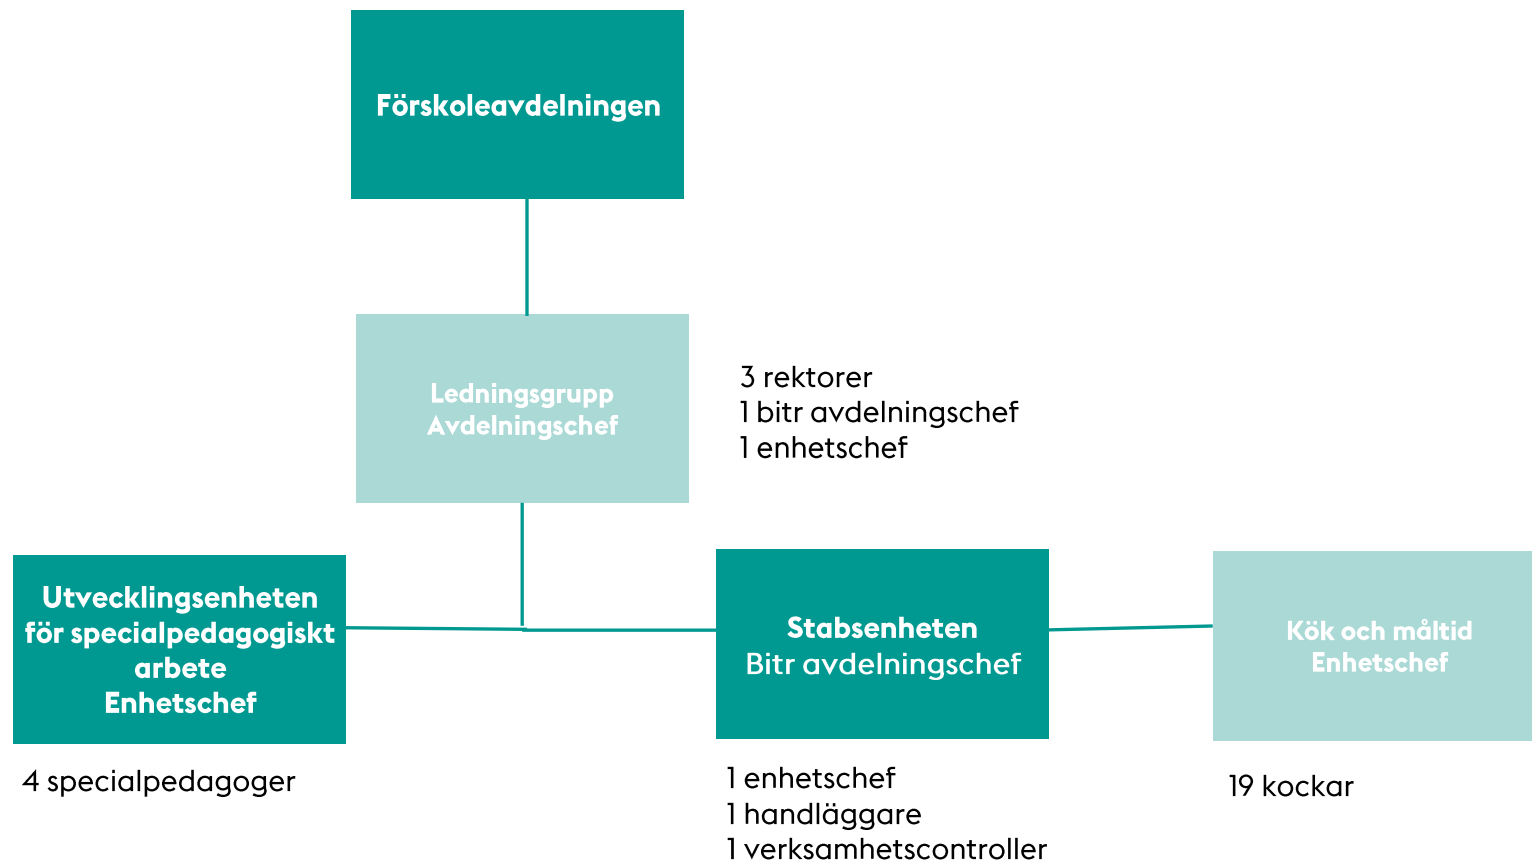 Förskoleavdelningen
Ledningsgrupp
Avdelningschef
3 rektorer
1 bitr avdelningschef
1 enhetschef
Utvecklingsenheten
för specialpedagogiskt
arbete
Enhetschef
4 specialpedagoger
Stabsenheten
Bitr avdelningschef
1 enhetschef
1 handläggare
1 verksamhetscontroller
Kök och måltid
Enhetschef
19 kockar